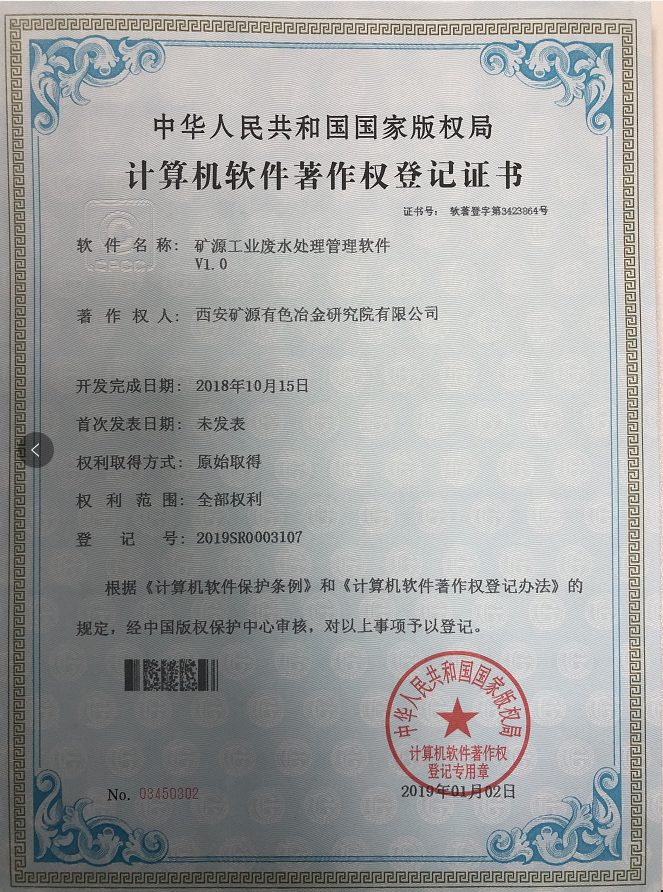 中华人民共和国国家版权局
计算机软件著作权登记证书
证书号： 软著登字第3423864号
软件名称： 矿源工业废水处理管理软件
V1.0
著作权人： 西安矿源有色冶金研究院有限公司
开发完成日期： 2018年10月15日
首次发表日期： 未发表
权利取得方式： 原始取得
权利范围： 全部权利
登记号： 2019SR0003107
根据《计算机软件保护条例》和《计算机软件著作权登记办法》的
规定，经中国版权保护中心审核，对以上事项予以登记。
中华人民共和国国家版权局
计算机软件著作权
登记专用章
No. 03450302
2019年01月02日